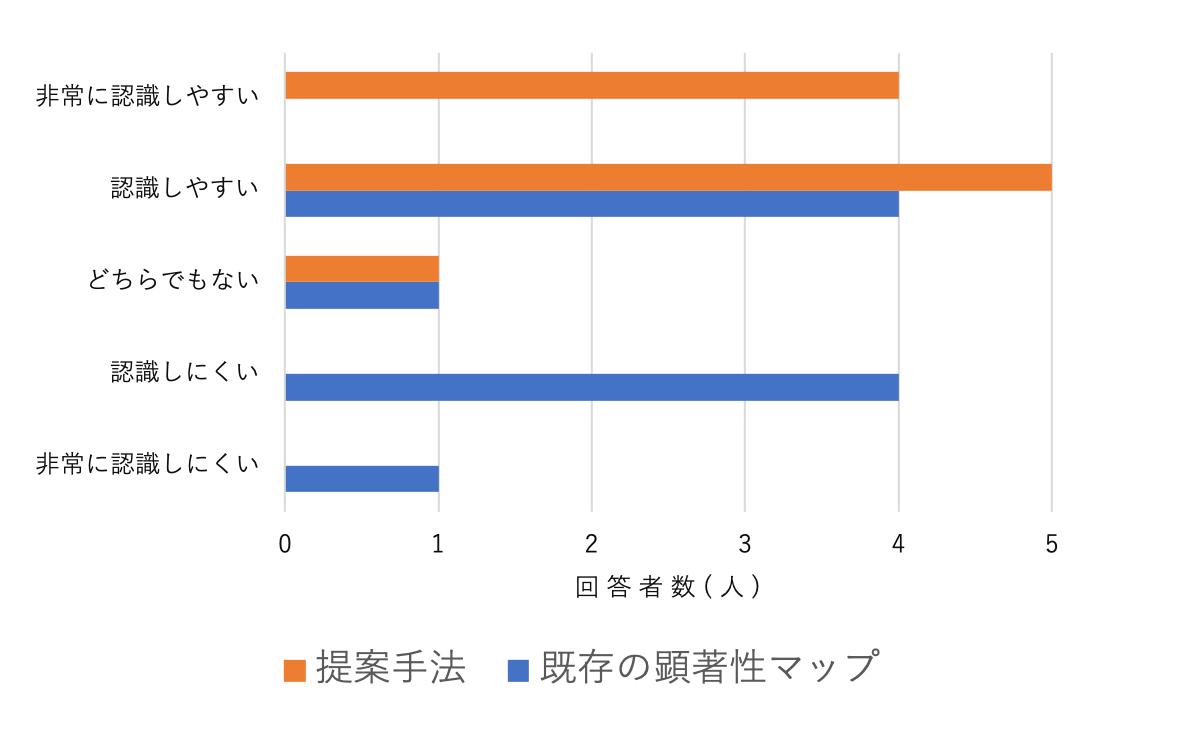 非常に認識しやすい
認識しやすい
どちらでもない
認識しにくい
非常に認識しにくい
0 1 2 3 4 5
回答者数(人)
提案手法 既存の顕著性マップ